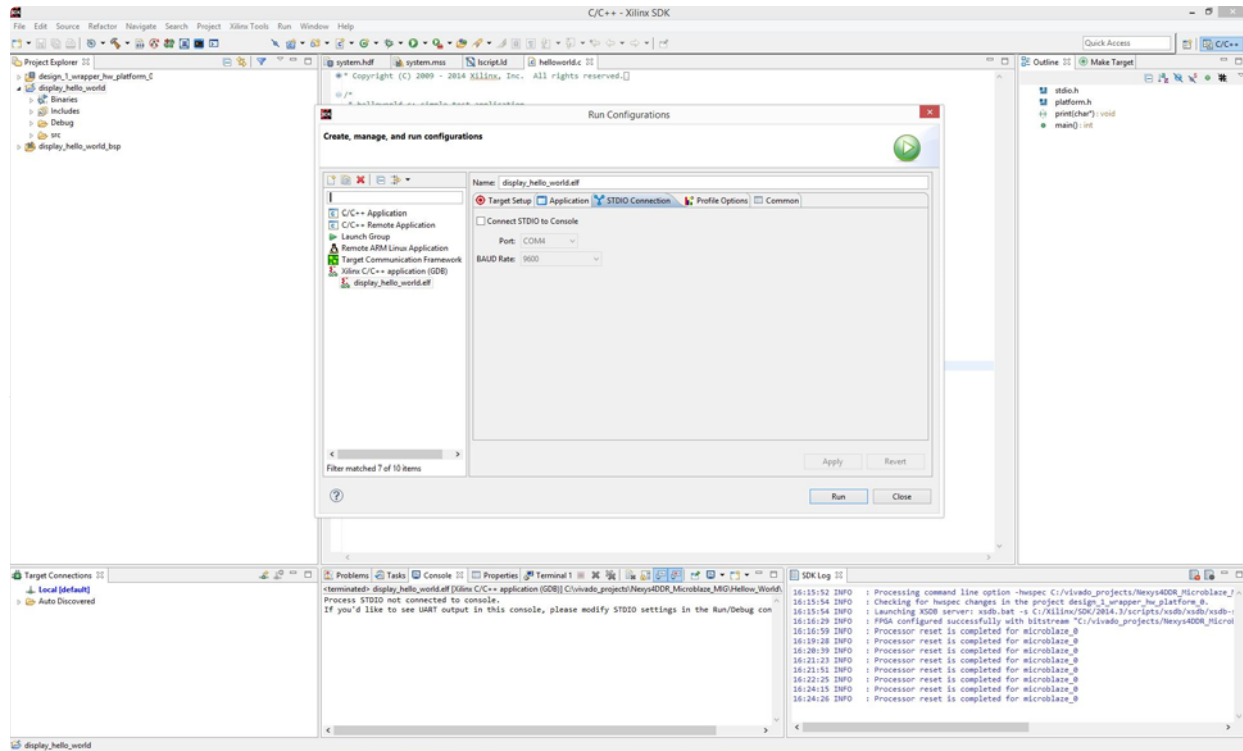 C/C++ - Xilinx SDK
File Edit Source Refactor Navigate Search Project Xilinx Tools Run Window Help
Quick Access
C/C++
Project Explorer
design_1_wrapper_hw_platform_0
display_hello_world
Binaries
Includes
Debug
src
display_hello_world_bsp
system.hdf system.mss lscript.ld helloworld.c
* Copyright (C) 2009 - 2014 Xilinx, Inc. All rights reserved.
/*
* helloworld.c: simple test application
Outline Make Target
stdio.h
platform.h
print(char*) : void
main() : int
Run Configurations
Create, manage, and run configurations
Name: display_hello_world.elf
Target Setup Application STDIO Connection Profile Options Common
Connect STDIO to Console
Port: COM4
BAUD Rate: 9600
C/C++ Application
C/C++ Remote Application
Launch Group
Remote ARM Linux Application
Target Communication Framework
Xilinx C/C++ application (GDB)
display_hello_world.elf
Filter matched 7 of 10 items
Apply Revert
Run Close
Target Connections
Local [default]
Auto Discovered
Problems Tasks Console Properties Terminal 1
<terminated> display_hello_world.elf [Xilinx C/C++ application (GDB)] C:\vivado_projects\Nexys4DDR_Microblaze_MIG\Hellow_World\
Process STDIO not connected to console.
If you'd like to see UART output in this console, please modify STDIO settings in the Run/Debug con
SDK Log
16:15:52 INFO : Processing command line option -hwspec C:/vivado_projects/Nexys4DDR_Microblaze_
16:15:54 INFO : Checking for hwspec changes in the project design_1_wrapper_hw_platform_0.
16:15:54 INFO : Launching XSDB server: xsdb.bat -s C:/Xilinx/SDK/2014.3/scripts/xsdb/xsdb/xsdb-
16:16:29 INFO : FPGA configured successfully with bitstream "C:/vivado_projects/Nexys4DDR_Micro
16:16:59 INFO : Processor reset is completed for microblaze_0
16:19:28 INFO : Processor reset is completed for microblaze_0
16:20:39 INFO : Processor reset is completed for microblaze_0
16:21:23 INFO : Processor reset is completed for microblaze_0
16:21:51 INFO : Processor reset is completed for microblaze_0
16:22:25 INFO : Processor reset is completed for microblaze_0
16:24:15 INFO : Processor reset is completed for microblaze_0
16:24:26 INFO : Processor reset is completed for microblaze_0
display_hello_world